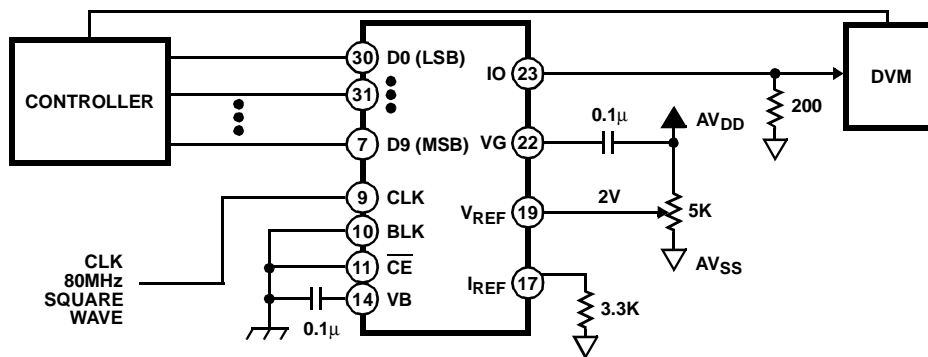 CONTROLLER
30 D0 (LSB)
31
7 D9 (MSB)
9 CLK
10 BLK
11 CE
14 VB
0.1μ
CLK
80MHz
SQUARE
WAVE
IO 23
VG 22
VREF 19
IREF 17
DVM
200
0.1μ
AVDD
2V
5K
AVSS
3.3K